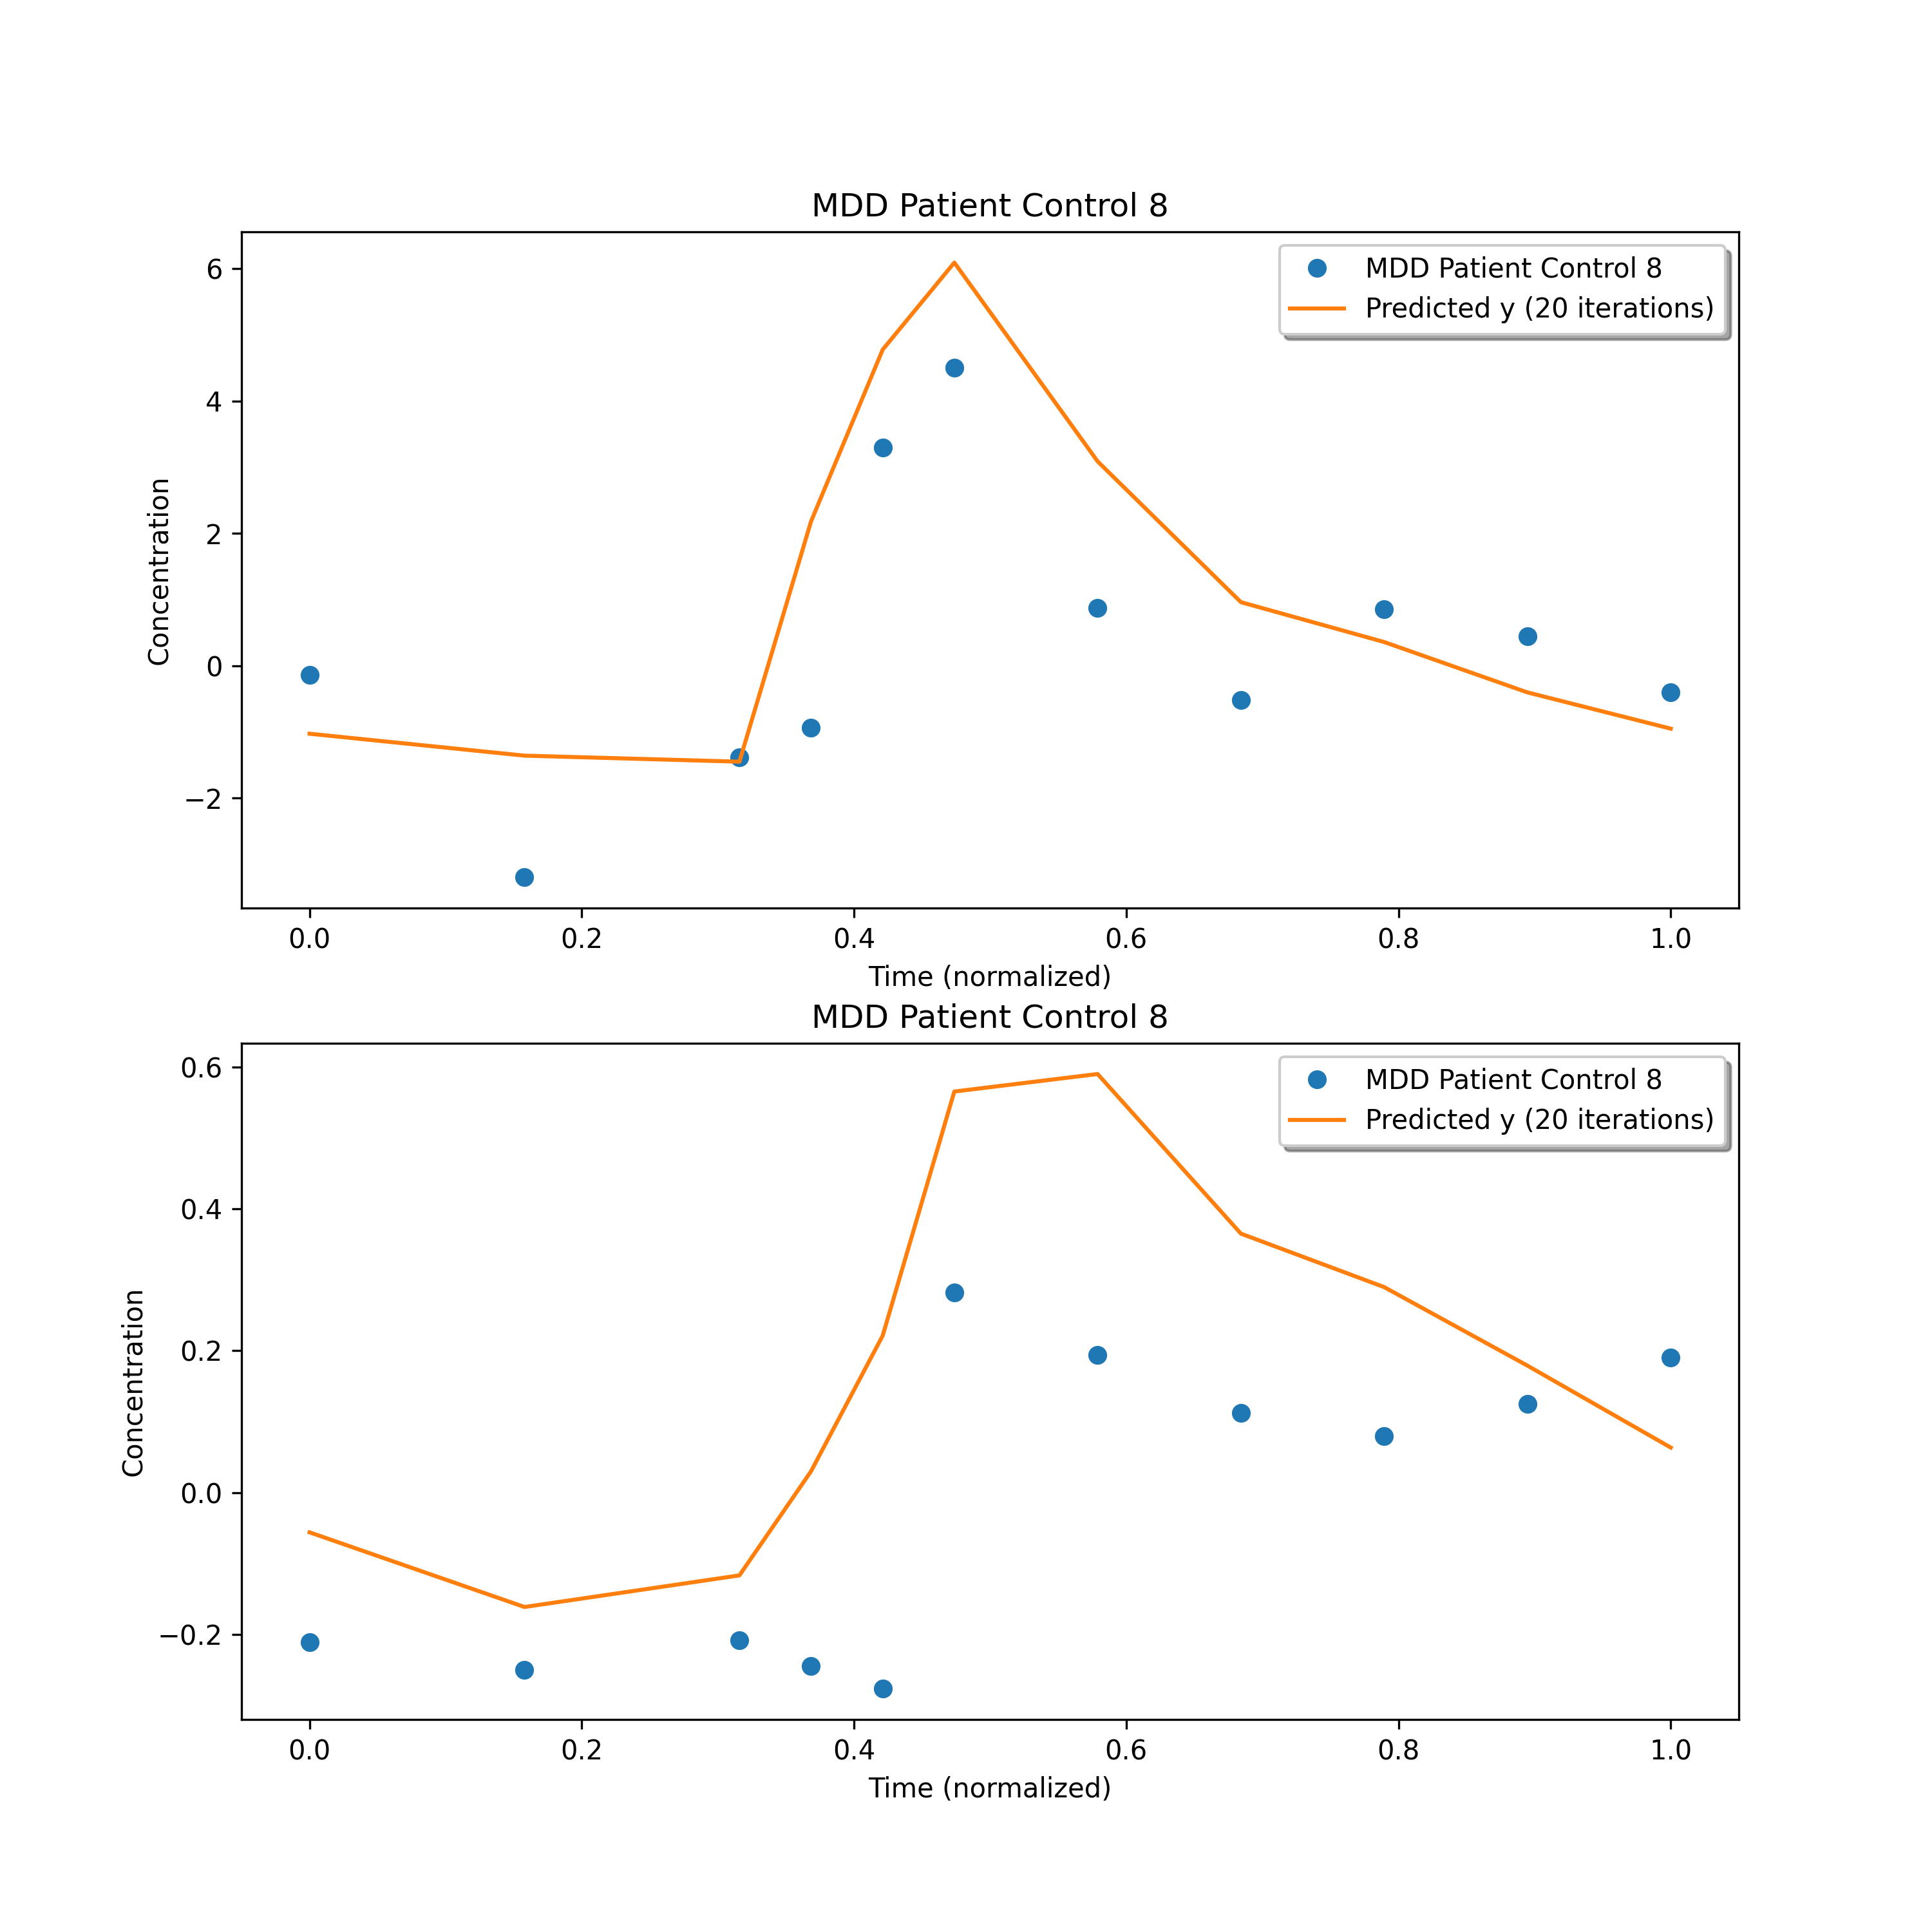 MDD Patient Control 8
MDD Patient Control 8
Predicted y (20 iterations)
6
4
2
0
−2
Concentration
0.0 0.2 0.4 0.6 0.8 1.0
Time (normalized)
MDD Patient Control 8
MDD Patient Control 8
Predicted y (20 iterations)
0.6
0.4
0.2
0.0
−0.2
Concentration
0.0 0.2 0.4 0.6 0.8 1.0
Time (normalized)